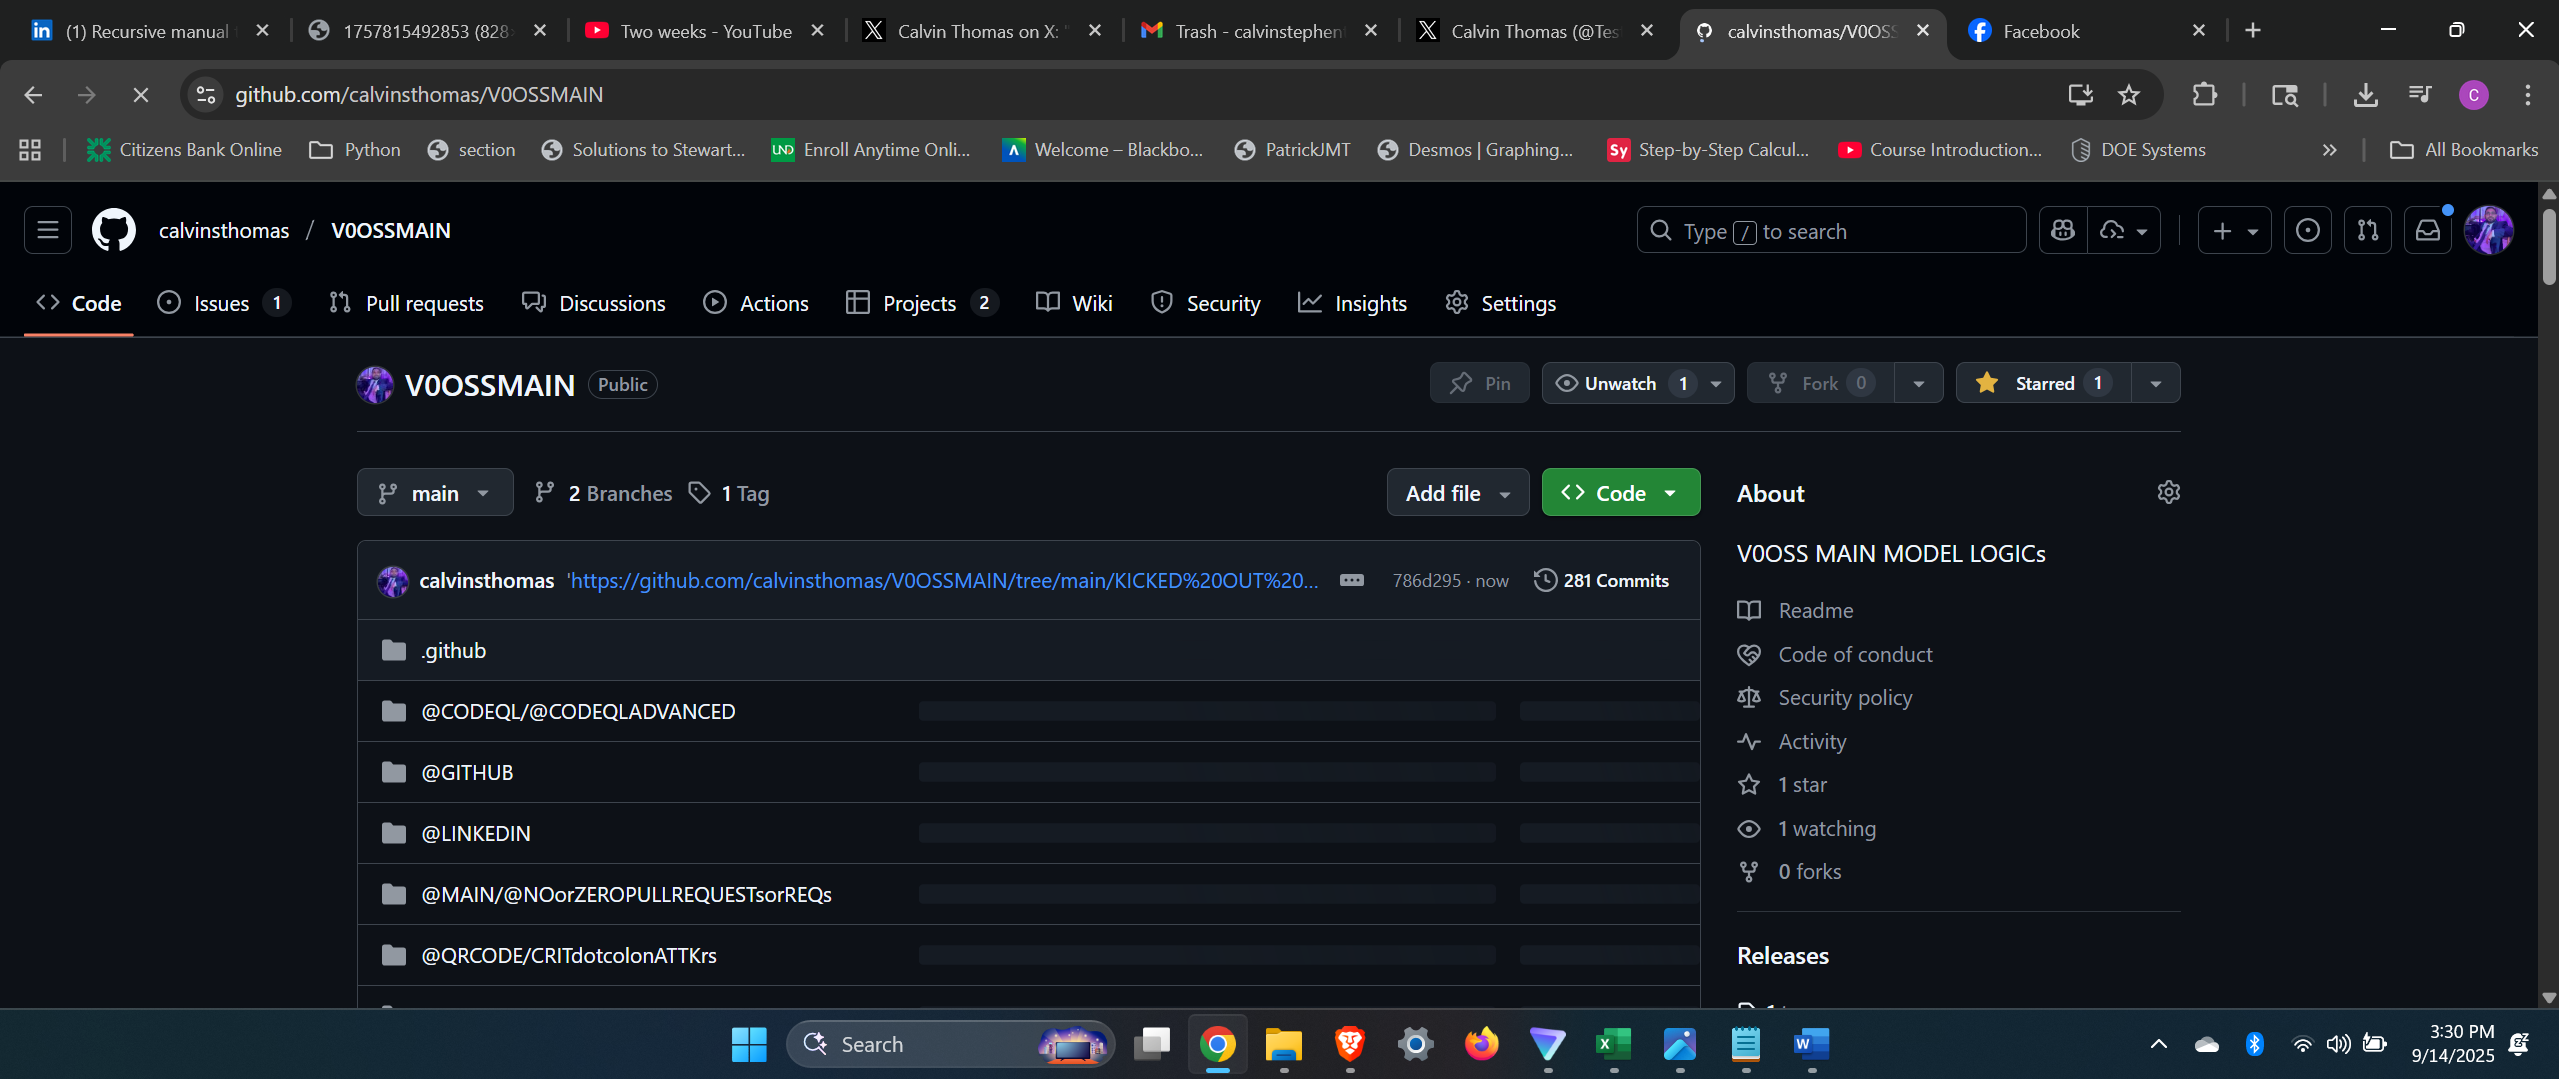 (1) Recursive manual
1757815492853 (828
Two weeks - YouTube
Calvin Thomas on X: "
Trash - calvinstephen
Calvin Thomas (@Tes
calvinsthomas/V0OSS
Facebook
github.com/calvinsthomas/V0OSSMAIN
C
Citizens Bank Online
Python
section
Solutions to Stewart...
UND Enroll Anytime Onli...
Welcome – Blackbo...
PatrickJMT
Desmos | Graphing...
Sy Step-by-Step Calcul...
Course Introduction...
DOE Systems
All Bookmarks
calvinsthomas / V0OSSMAIN
Type / to search
Code
Issues 1
Pull requests
Discussions
Actions
Projects 2
Wiki
Security
Insights
Settings
V0OSSMAIN Public
Pin
Unwatch 1
Fork 0
Starred 1
main
2 Branches
1 Tag
Add file
Code
calvinsthomas 'https://github.com/calvinsthomas/V0OSSMAIN/tree/main/KICKED%20OUT%20... 786d295 · now 281 Commits
.github
@CODEQL/@CODEQLADVANCED
@GITHUB
@LINKEDIN
@MAIN/@NOorZEROPULLREQUESTsorREQs
@QRCODE/CRITdotcolonATTKrs
About
V0OSS MAIN MODEL LOGICs
Readme
Code of conduct
Security policy
Activity
1 star
1 watching
0 forks
Releases
Search
3:30 PM
9/14/2025